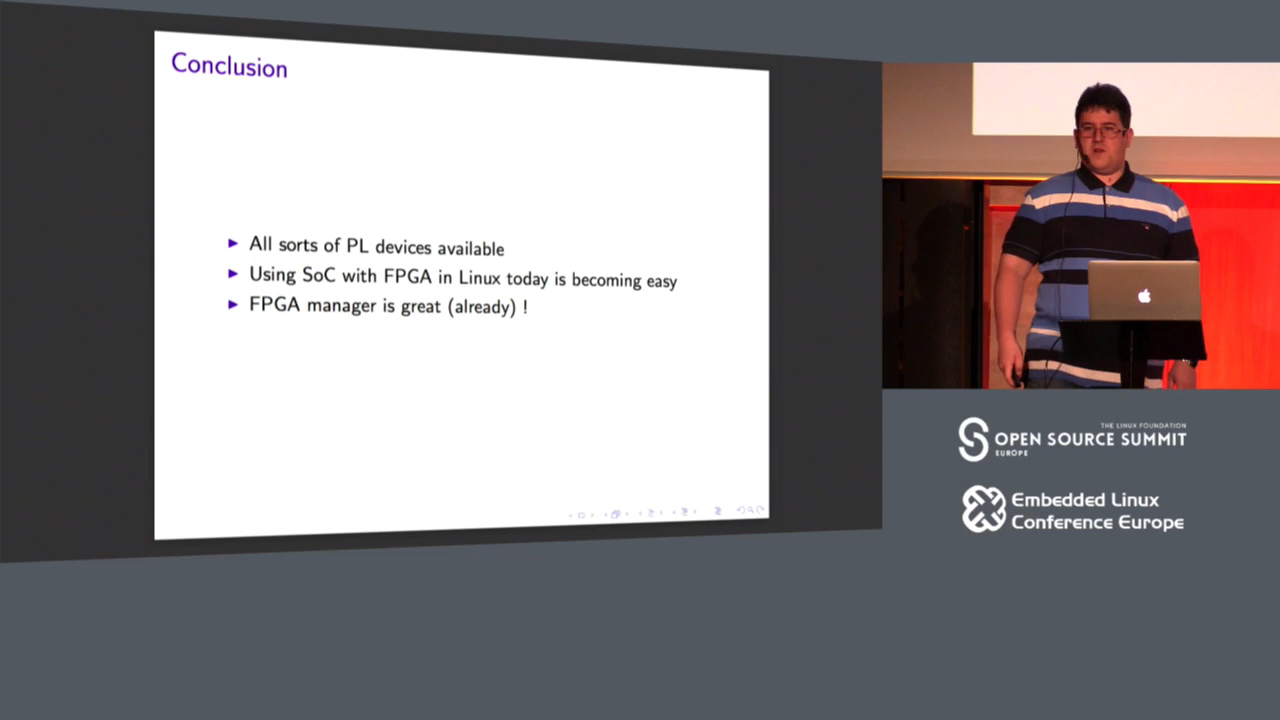 Conclusion
All sorts of PL devices available
Using SoC with FPGA in Linux today is becoming easy
FPGA manager is great (already) !
THE LINUX FOUNDATION
OPEN SOURCE SUMMIT
EUROPE
Embedded Linux
Conference Europe